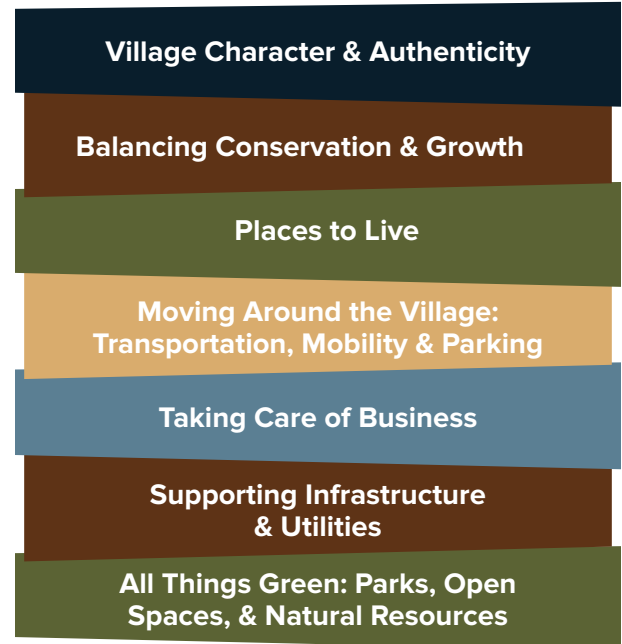 Village Character & Authenticity
Balancing Conservation & Growth
Places to Live
Moving Around the Village:
Transportation, Mobility & Parking
Taking Care of Business
Supporting Infrastructure
& Utilities
All Things Green: Parks, Open
Spaces, & Natural Resources